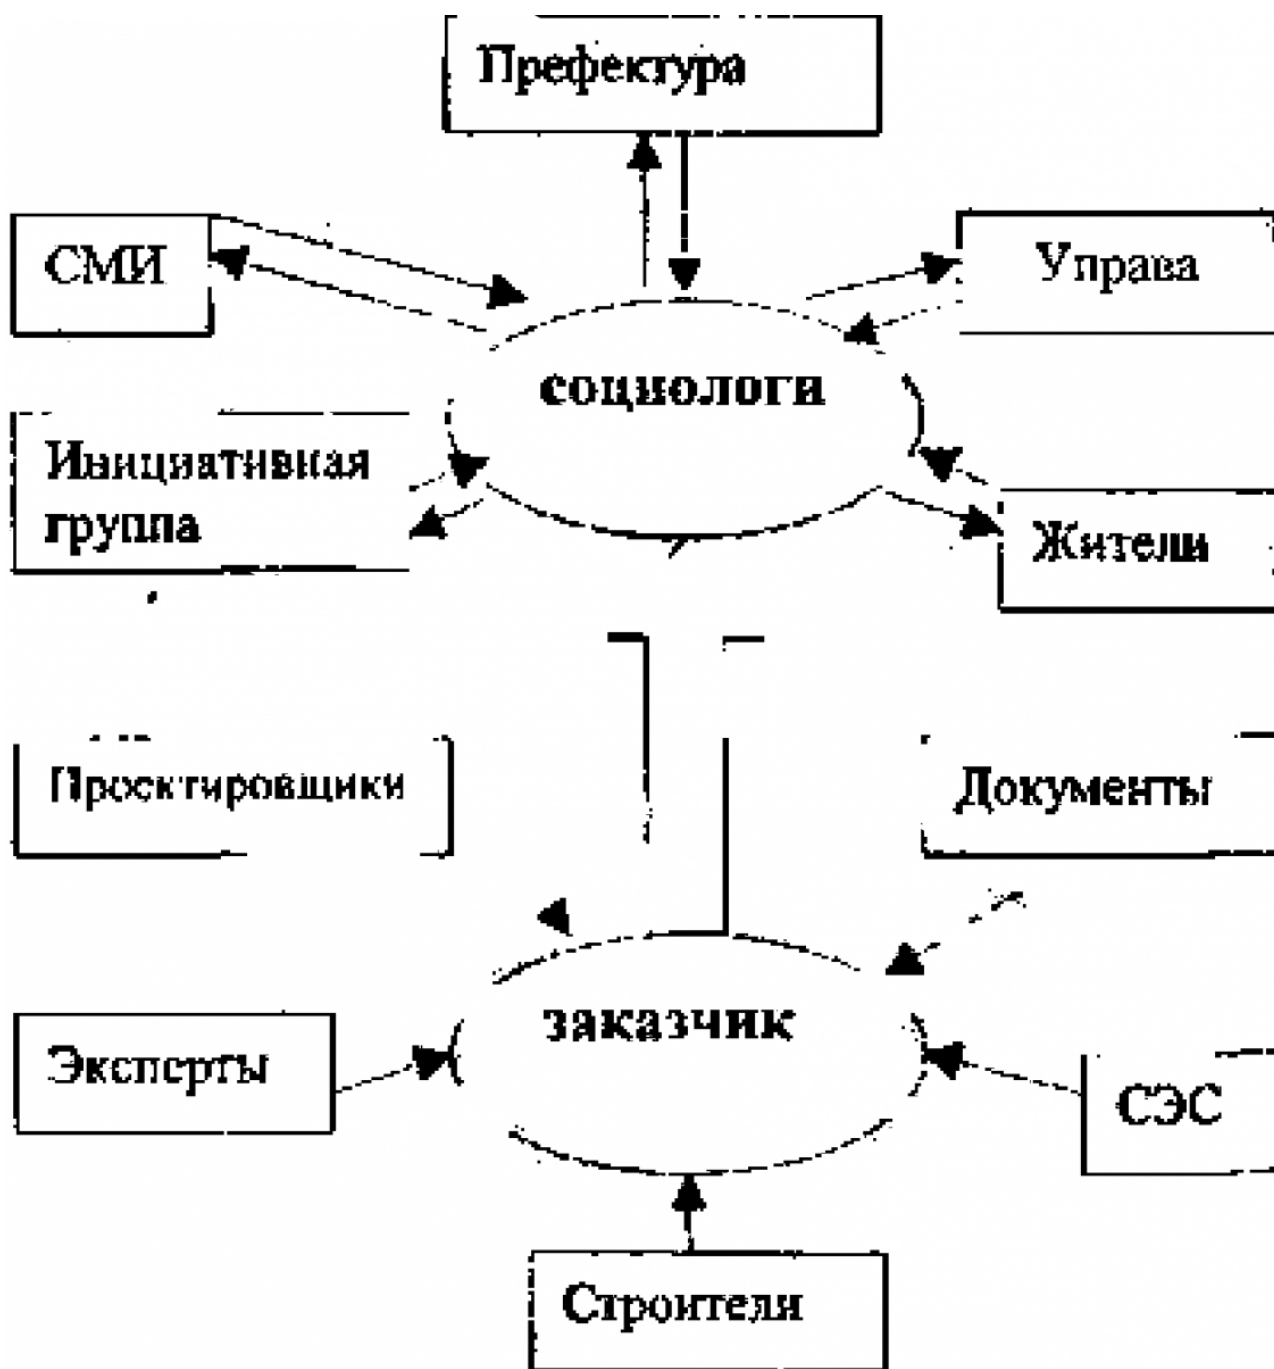 Префектура
СМИ
Управа
социологи
Инициативная
группа
Жители
Проектировщики
Документы
заказчик
Эксперты
СЭС
Строители